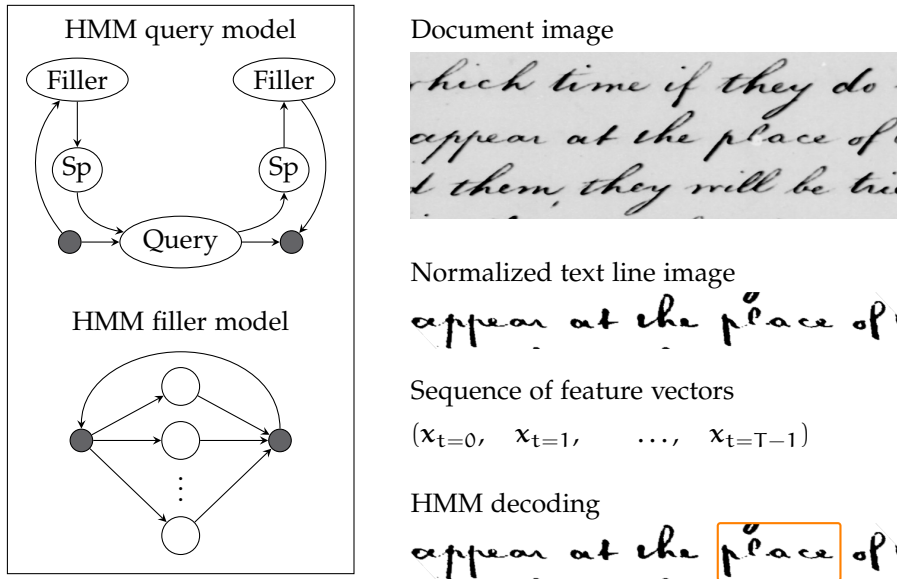 HMM query model
Filler
Filler
Sp
Sp
Query
HMM filler model
Document image
which time if they do
appear at the place of
them, they will be
Normalized text line image
appear at the place of
Sequence of feature vectors
(x_{t=0}, x_{t=1}, ..., x_{t=T−1})
HMM decoding
appear at the place of